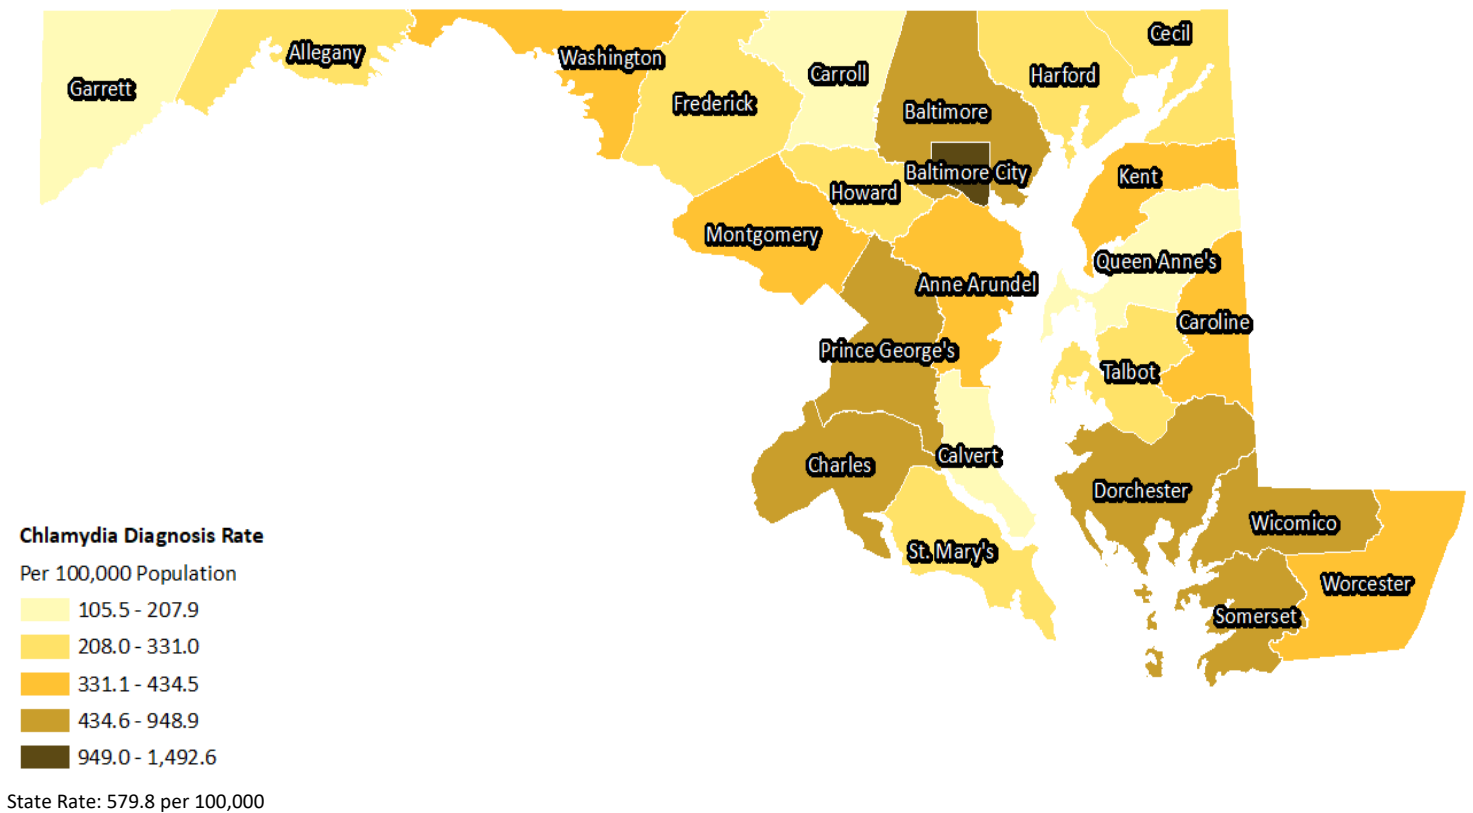 Cecil
Allegany
Washington
Carroll
Harford
Garrett
Frederick
Baltimore
Baltimore City
Kent
Howard
Montgomery
Queen Anne's
Anne Arundel
Caroline
Prince George's
Talbot
Calvert
Charles
Dorchester
Wicomico
St. Mary's
Worcester
Somerset
Chlamydia Diagnosis Rate
Per 100,000 Population
105.5 - 207.9
208.0 - 331.0
331.1 - 434.5
434.6 - 948.9
949.0 - 1,492.6
State Rate: 579.8 per 100,000